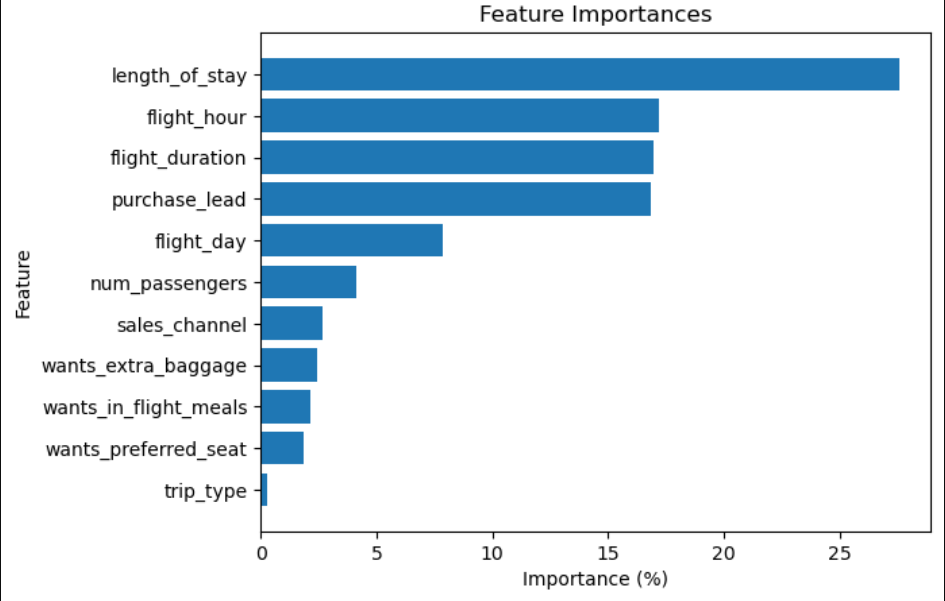 Feature Importances
length_of_stay
flight_hour
flight_duration
purchase_lead
flight_day
num_passengers
sales_channel
wants_extra_baggage
wants_in_flight_meals
wants_preferred_seat
trip_type
Feature
0 5 10 15 20 25
Importance (%)